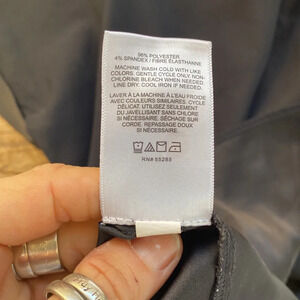 96% POLYESTER
4% SPANDEX / FIBRE ÉLASTHANNE
MACHINE WASH COLD WITH LIKE
COLORS. GENTLE CYCLE ONLY NON-
CHLORINE BLEACH WHEN NEEDED.
LINE DRY. COOL IRON IF NEEDED.
LAVER À LA MACHINE À L'EAU FROIDE
AVEC COULEURS SIMILAIRES. CYCLE
DÉLICAT. UTILISEZ SEULEMENT
DU JAVELLISANT SANS CHLORE
SI NÉCESSAIRE. SÉCHAGE SUR
CORDE. REPASSAGE DOUX
SI NÉCESSAIRE.
RN# 55285